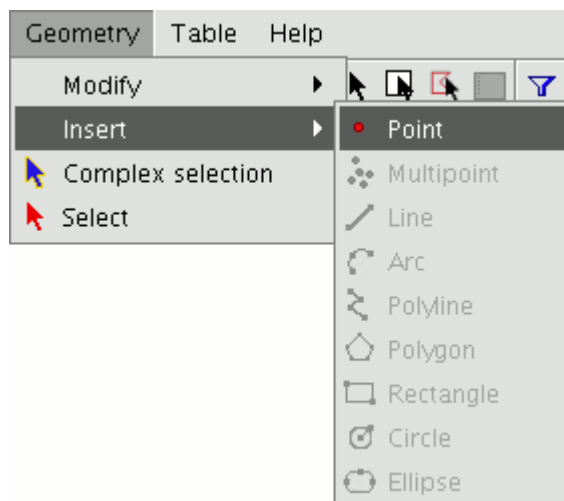 Geometry Table Help
Modify
Insert
Complex selection
Select
Point
Multipoint
Line
Arc
Polyline
Polygon
Rectangle
Circle
Ellipse